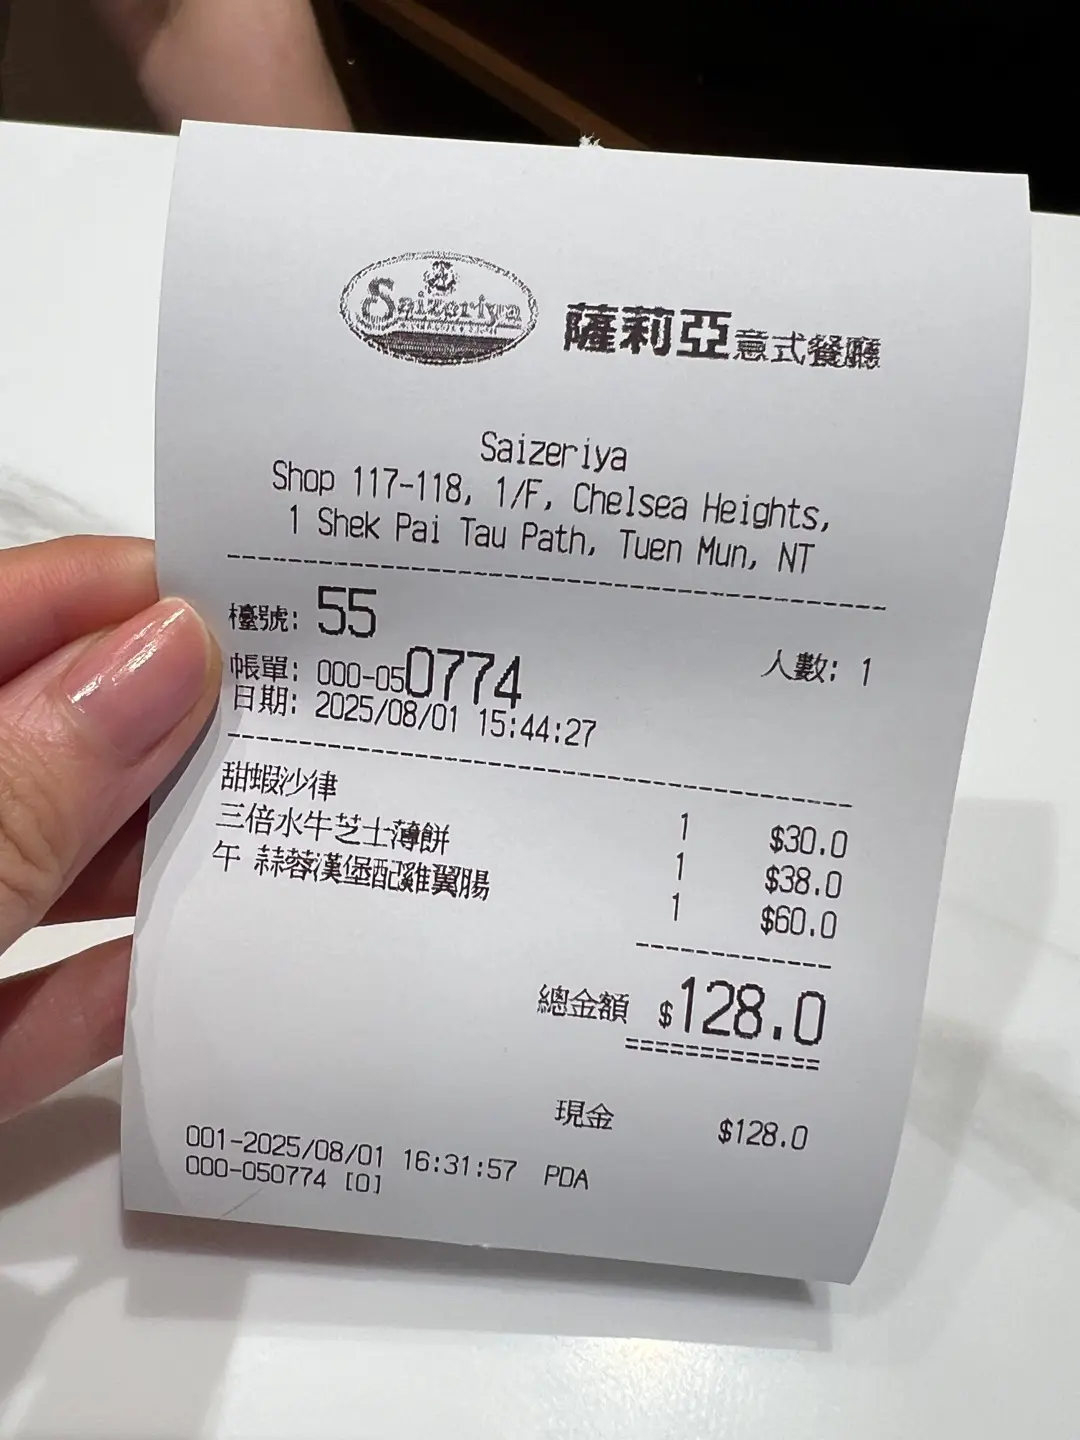 Saizeriya
薩莉亞意式餐廳
Saizeriya
Shop 117-118, 1/F, Chelsea Heights,
1 Shek Pai Tau Path, Tuen Mun, NT
檯號: 55
人數: 1
帳單: 000-050774
日期: 2025/08/01 15:44:27
甜蝦沙律 1 $30.0
三倍水牛芝士薄餅 1 $38.0
午 蒜蓉漢堡配雞翼腸 1 $60.0
總金額 $128.0
現金 $128.0
001-2025/08/01 16:31:57 PDA
000-050774 [0]